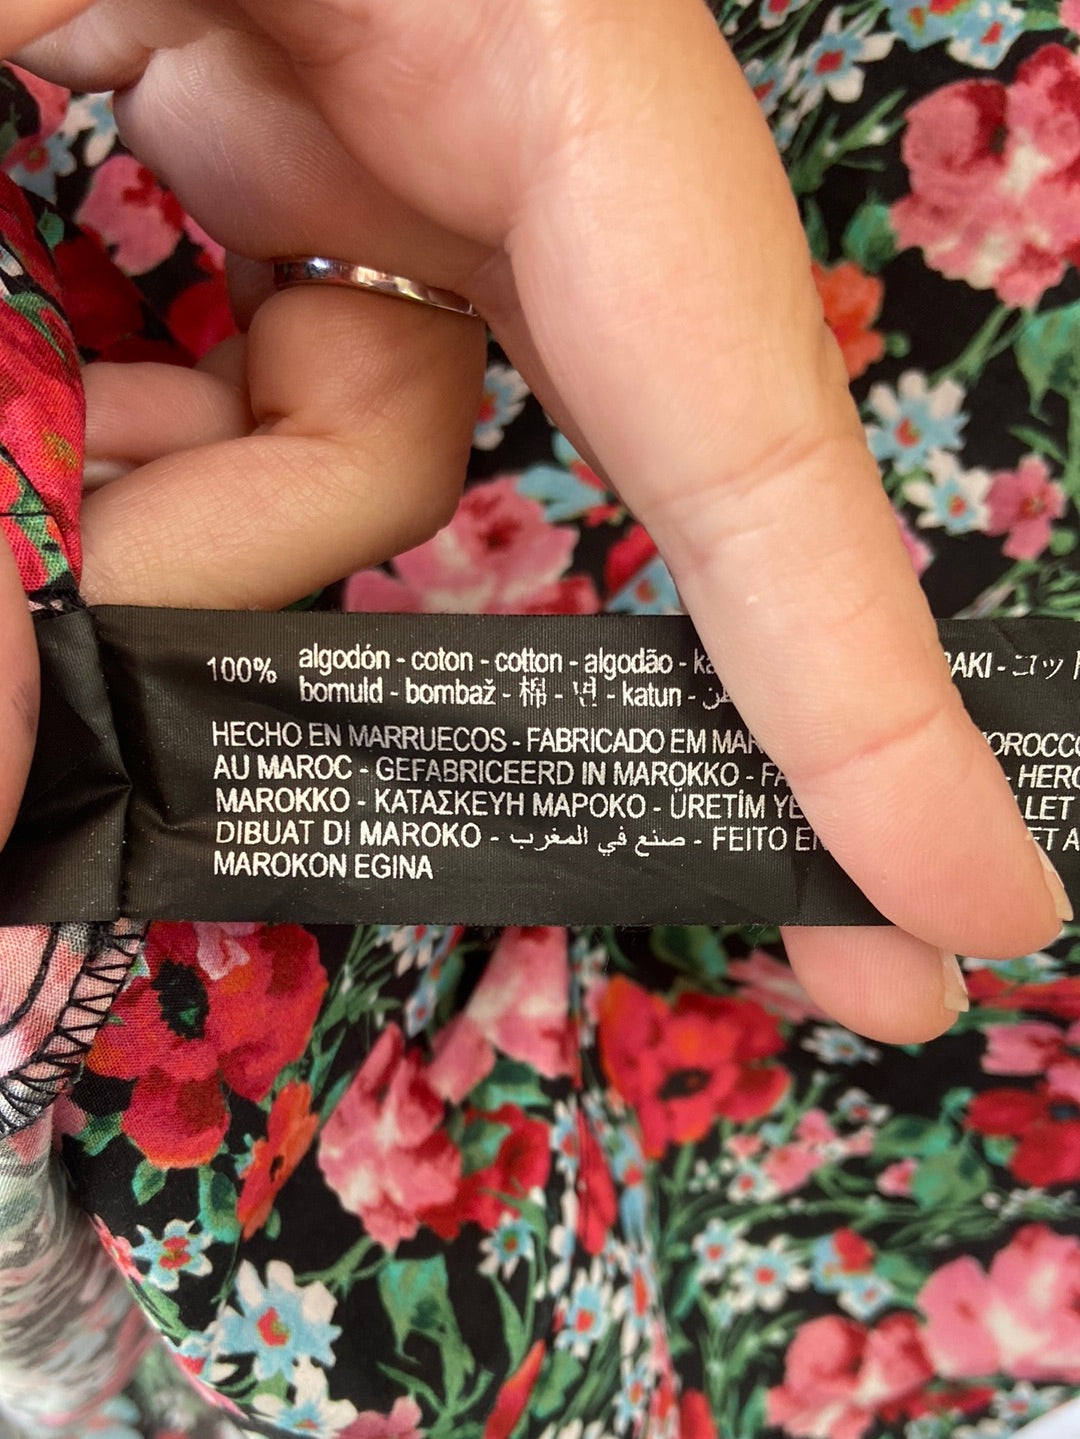 100% algodón - coton - cotton - algodão -
bomuld - bombaž - 棉 - 면 - katun -
HECHO EN MARRUECOS - FABRICADO EM
AU MAROC - GEFABRICEERD IN MAROKKO -
MAROKKO - ΚΑΤΑΣΚΕΥΗ ΜΑΡΟΚΟ - ÜRETİM
DIBUAT DI MAROKO - صنع في المغرب - FEITO
MAROKON EGINA